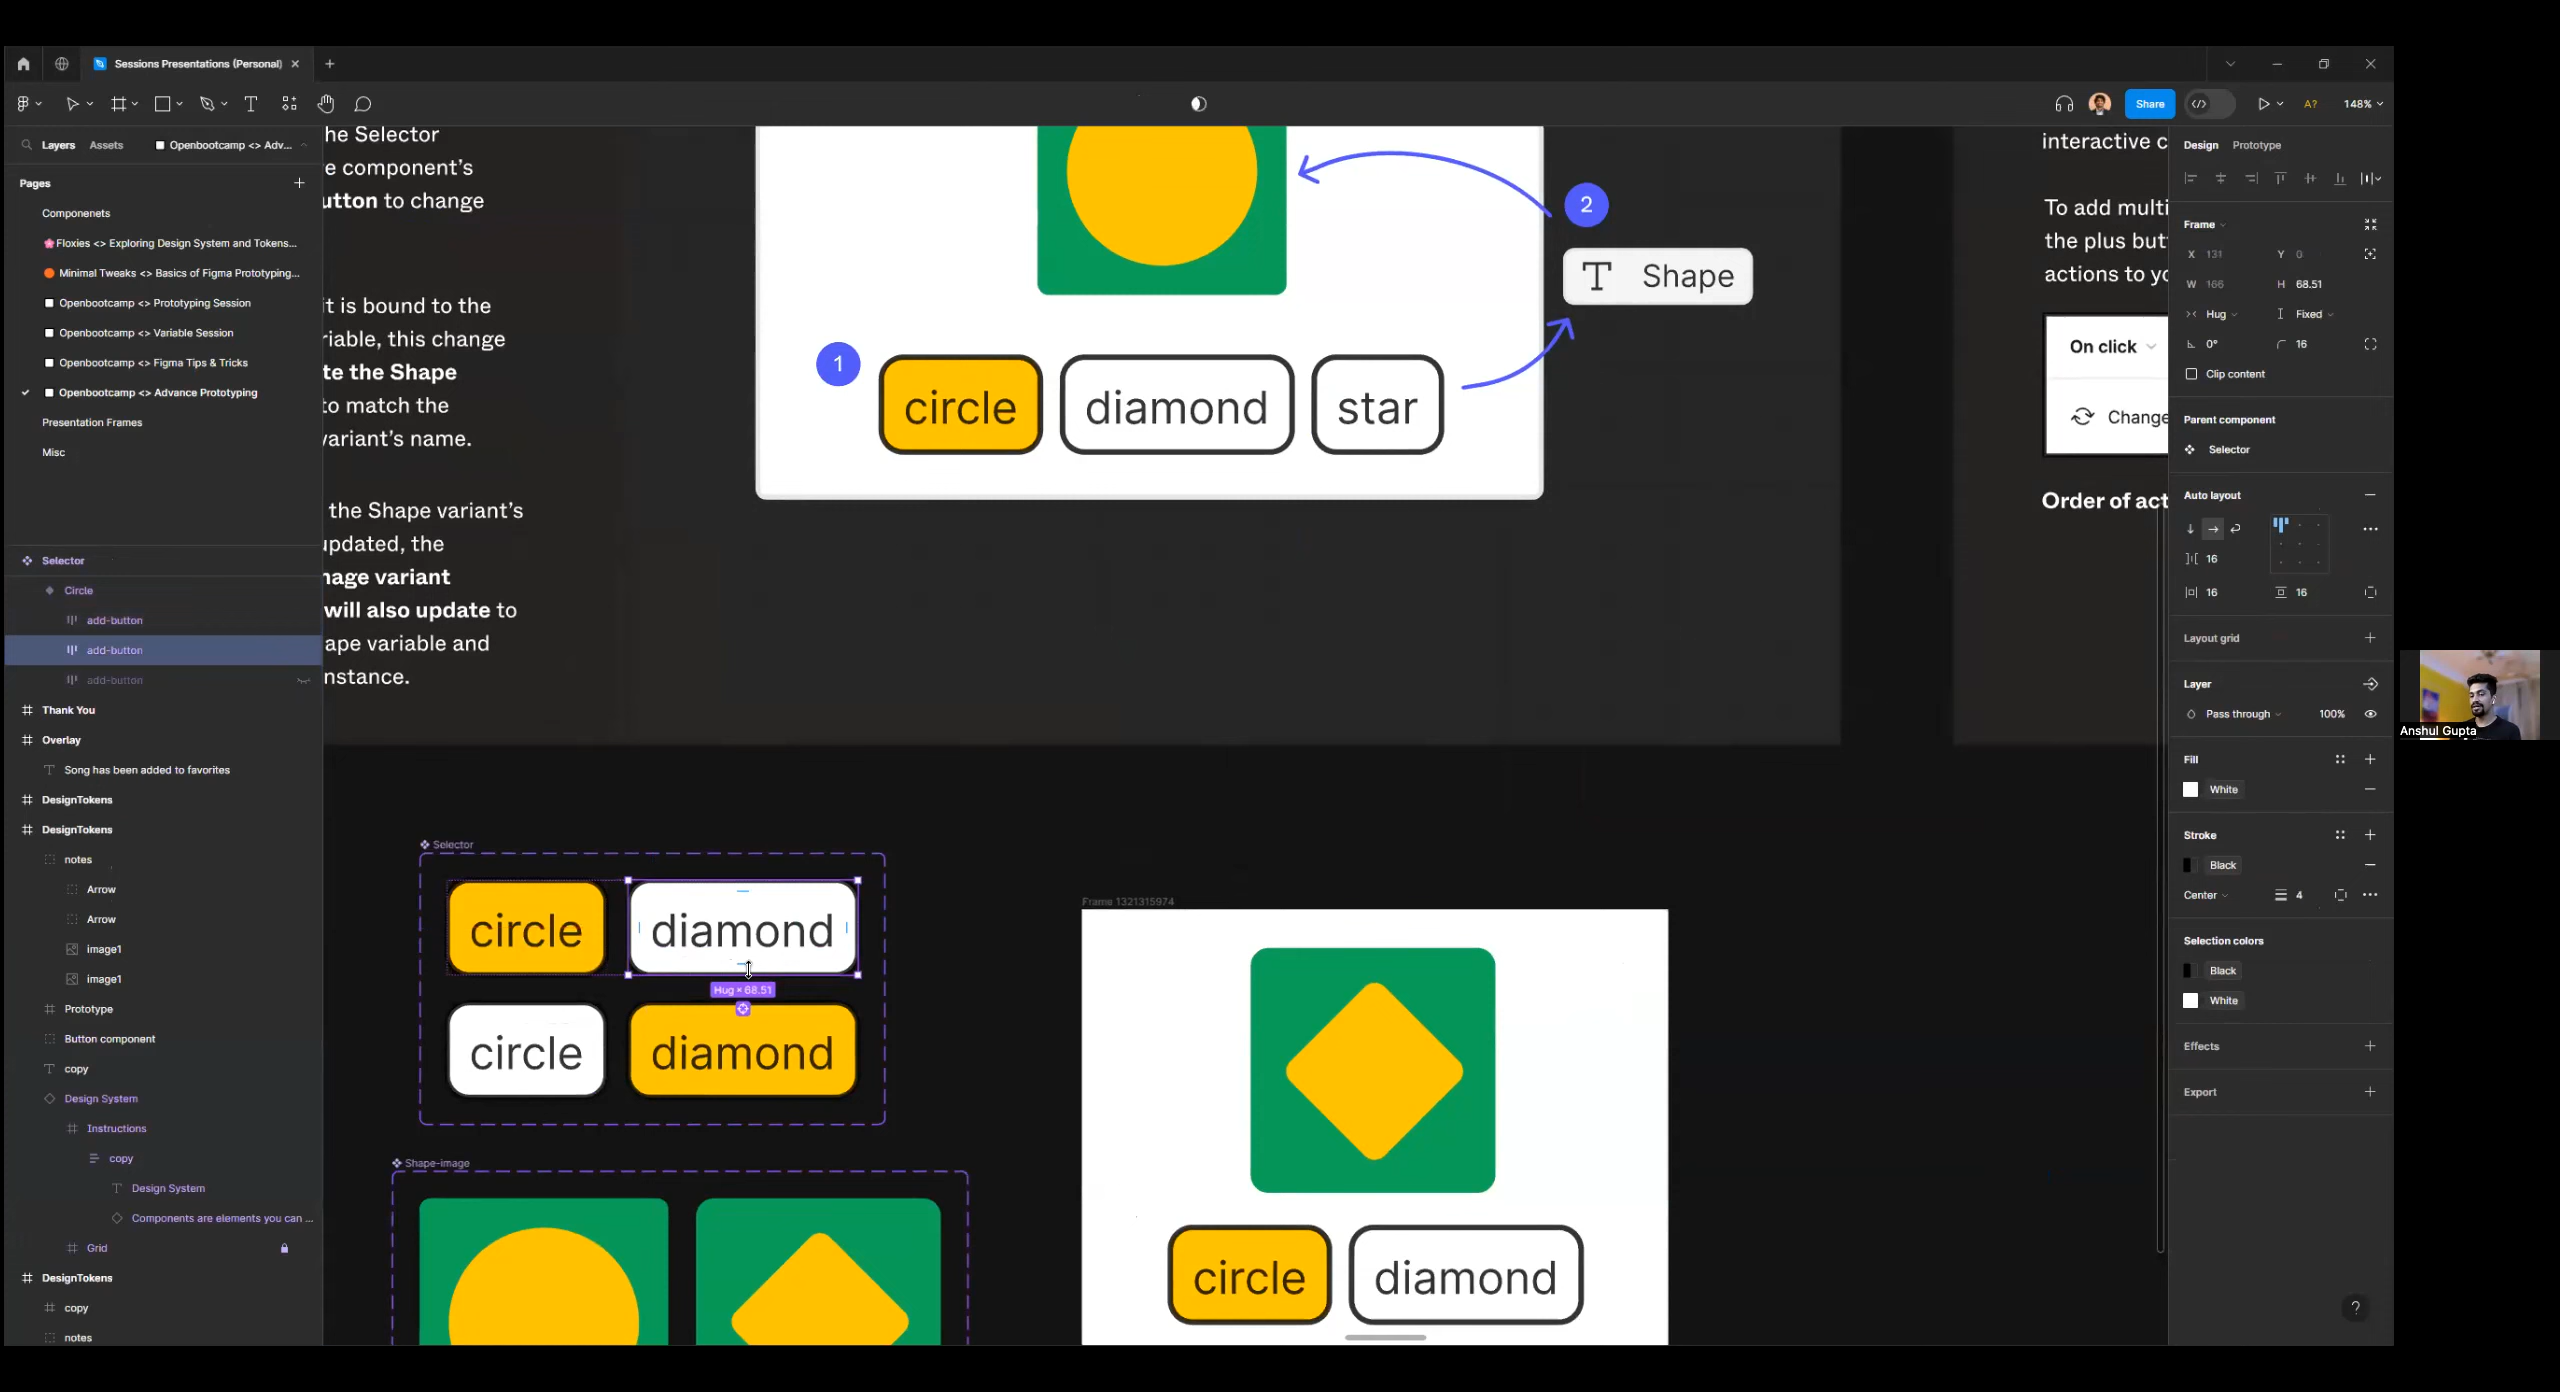 Sessions Presentations (Personal)
Share
A?
148%
Layers
Assets
Openbootcamp <> Adv...
Pages
Componenets
Floxies <> Exploring Design System and Tokens...
Minimal Tweaks <> Basics of Figma Prototyping...
Openbootcamp <> Prototyping Session
Openbootcamp <> Variable Session
Openbootcamp <> Figma Tips & Tricks
Openbootcamp <> Advance Prototyping
Presentation Frames
Misc
Selector
Circle
add-button
add-button
add-button
Thank You
Overlay
Song has been added to favorites
DesignTokens
DesignTokens
notes
Arrow
Arrow
image1
image1
Prototype
Button component
copy
Design System
Instructions
copy
Design System
Components are elements you can ...
Grid
DesignTokens
copy
notes
he Selector
e component's
utton to change
it is bound to the
riable, this change
te the Shape
to match the
variant's name.
the Shape variant's
updated, the
nage variant
will also update to
ape variable and
nstance.
2
T Shape
1
circle
diamond
star
interactive c
To add multi
the plus but
actions to yo
On click
Change
Order of act
Selector
circle
diamond
Hug × 68.51
circle
diamond
Shape-image
Frame 1321315974
circle
diamond
Design
Prototype
Frame
X 131
Y 0
W 166
H 68.51
Hug
Fixed
0°
16
Clip content
Parent component
Selector
Auto layout
16
16
16
Layout grid
Layer
Pass through
100%
Fill
White
Stroke
Black
Center
4
Selection colors
Black
White
Effects
Export
?
Anshul Gupta